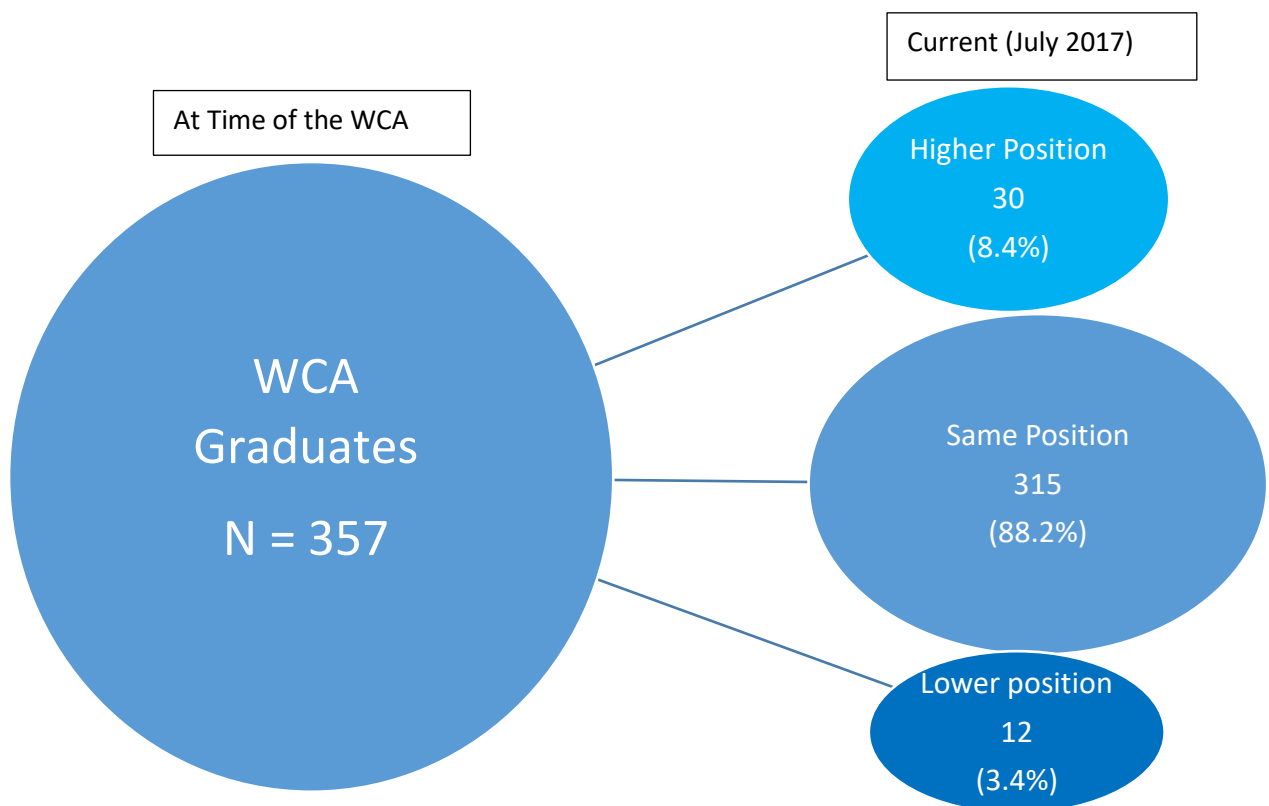 Current (July 2017)
At Time of the WCA
Higher Position
30
(8.4%)
WCA
Graduates
N = 357
Same Position
315
(88.2%)
Lower position
12
(3.4%)